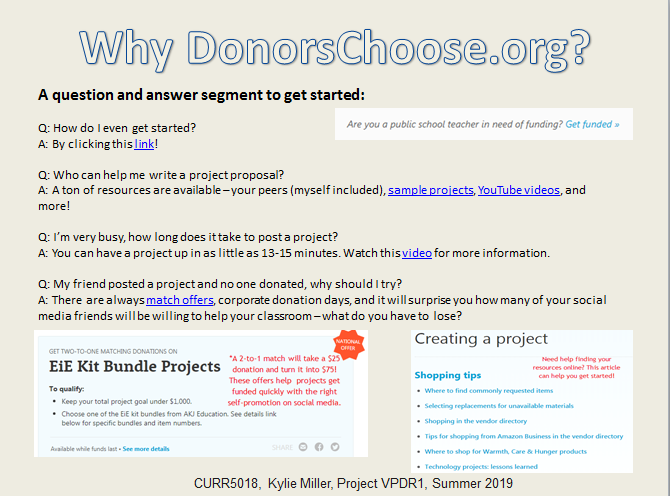 Why DonorsChoose.org?
A question and answer segment to get started:
Are you a public school teacher in need of funding? Get funded »
Q: How do I even get started?
A: By clicking this link!
Q: Who can help me write a project proposal?
A: A ton of resources are available – your peers (myself included), sample projects, YouTube videos, and
more!
Q: I'm very busy, how long does it take to post a project?
A: You can have a project up in as little as 13-15 minutes. Watch this video for more information.
Q: My friend posted a project and no one donated, why should I try?
A: There are always match offers, corporate donation days, and it will surprise you how many of your social
media friends will be willing to help your classroom – what do you have to lose?
GET TWO-TO-ONE MATCHING DONATIONS ON
EiE Kit Bundle Projects
To qualify:
• Keep your total project goal under $1,000.
• Choose one of the EiE kit bundles from AKJ Education. See details link
below for specific bundles and item numbers.
Available while funds last • See more details
SHARE
NATIONAL
OFFER
*A 2-to-1 match will take a $25
donation and turn it into $75!
These offers help projects get
funded quickly with the right
self-promotion on social media.
Creating a project
Need help finding your
resources online? This article
can help you get started!
Shopping tips
• Where to find commonly requested items
• Selecting replacements for unavailable materials
• Shopping in the vendor directory
• Tips for shopping from Amazon Business in the vendor directory
• Where to shop for Warmth, Care & Hunger products
• Technology projects: lessons learned
CURR5018, Kylie Miller, Project VPDR1, Summer 2019